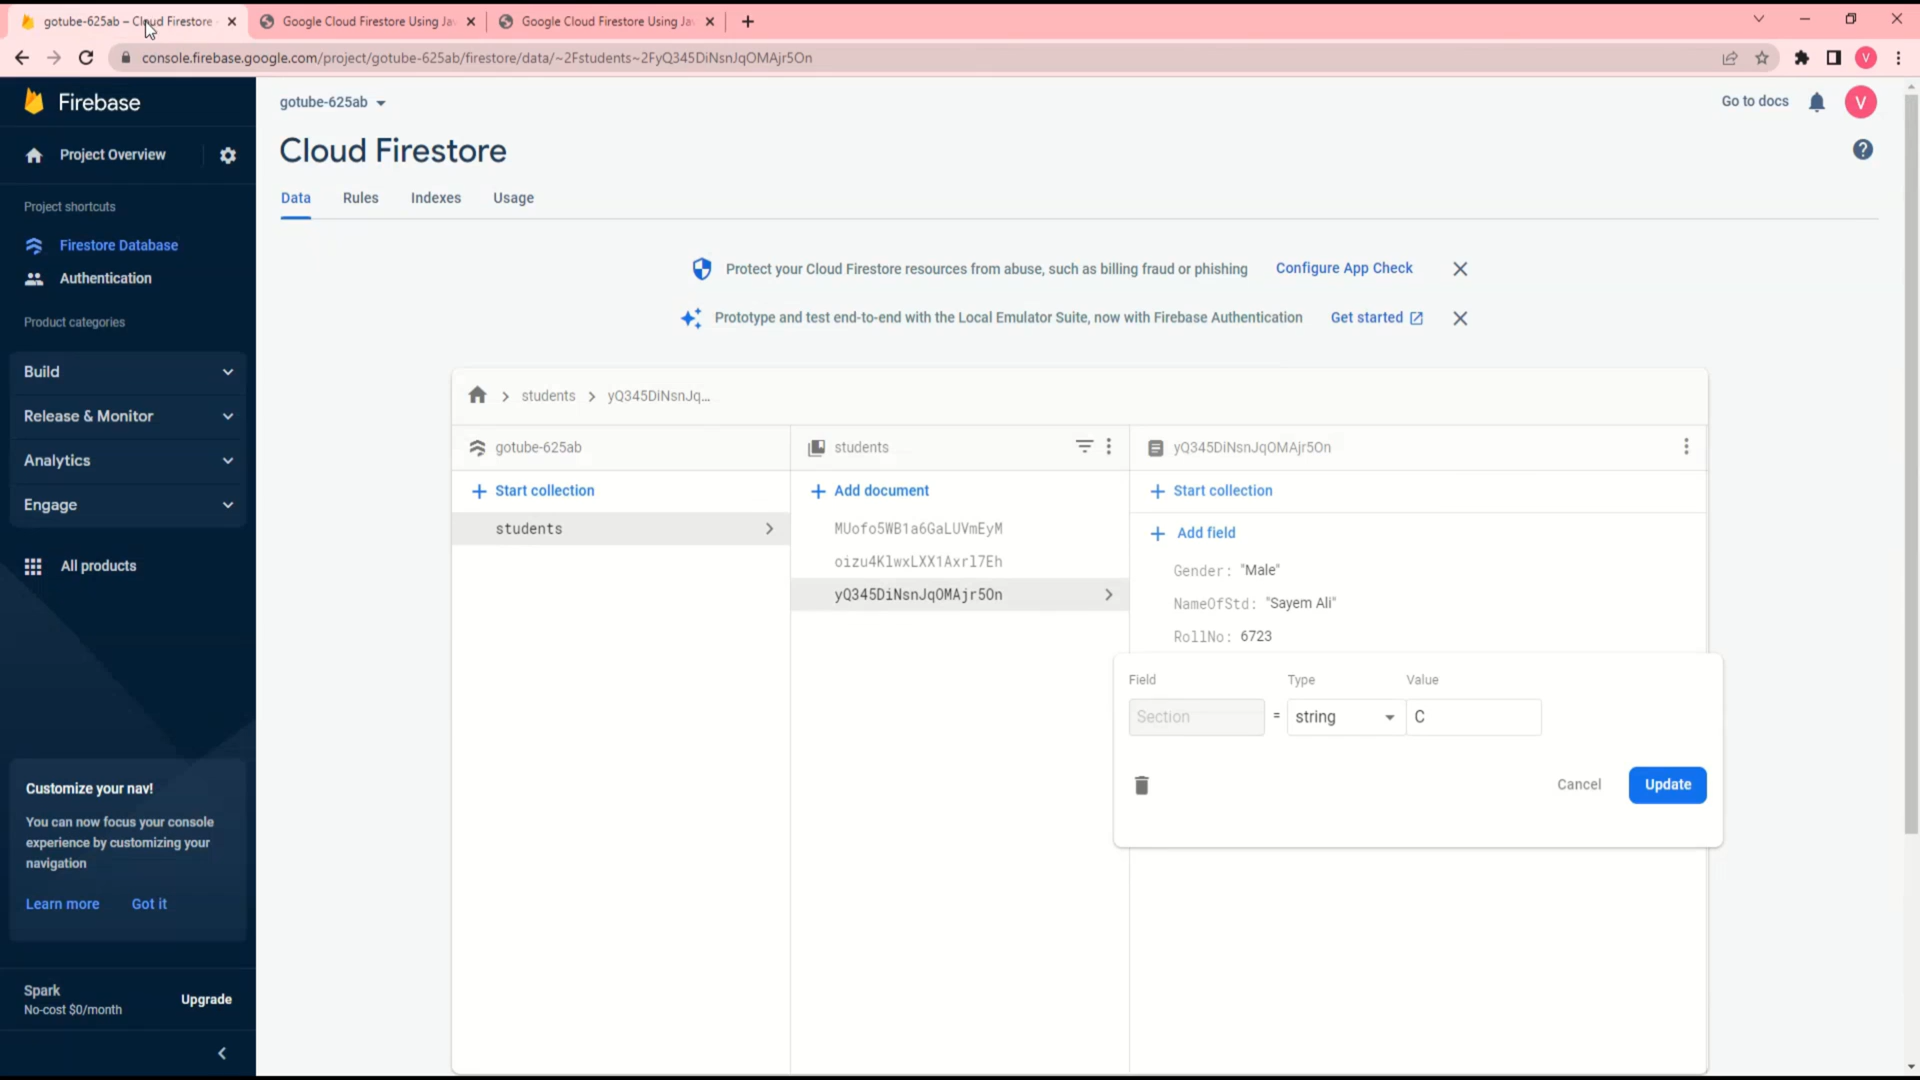 gotube-625ab – Cloud Firestore
Google Cloud Firestore Using Ja
Google Cloud Firestore Using Ja
console.firebase.google.com/project/gotube-625ab/firestore/data/~2Fstudents~2FyQ345DiNsnJqOMAjr5On
V
Firebase
gotube-625ab
Go to docs
V
Project Overview
Cloud Firestore
Data
Rules
Indexes
Usage
Project shortcuts
Firestore Database
Authentication
Product categories
Build
Release & Monitor
Analytics
Engage
All products
Protect your Cloud Firestore resources from abuse, such as billing fraud or phishing
Configure App Check
Prototype and test end-to-end with the Local Emulator Suite, now with Firebase Authentication
Get started
students
yQ345DiNsnJq...
gotube-625ab
students
yQ345DiNsnJqOMAjr5On
Start collection
Add document
Start collection
students
MUofo5WB1a6GaLUVmEyM
oizu4KlwxLXX1Axrl7Eh
yQ345DiNsnJqOMAjr5On
Add field
Gender: "Male"
NameOfStd: "Sayem Ali"
RollNo: 6723
Field
Type
Value
Section
=
string
C
Cancel
Update
Customize your nav!
You can now focus your console
experience by customizing your
navigation
Learn more
Got it
Spark
No-cost $0/month
Upgrade